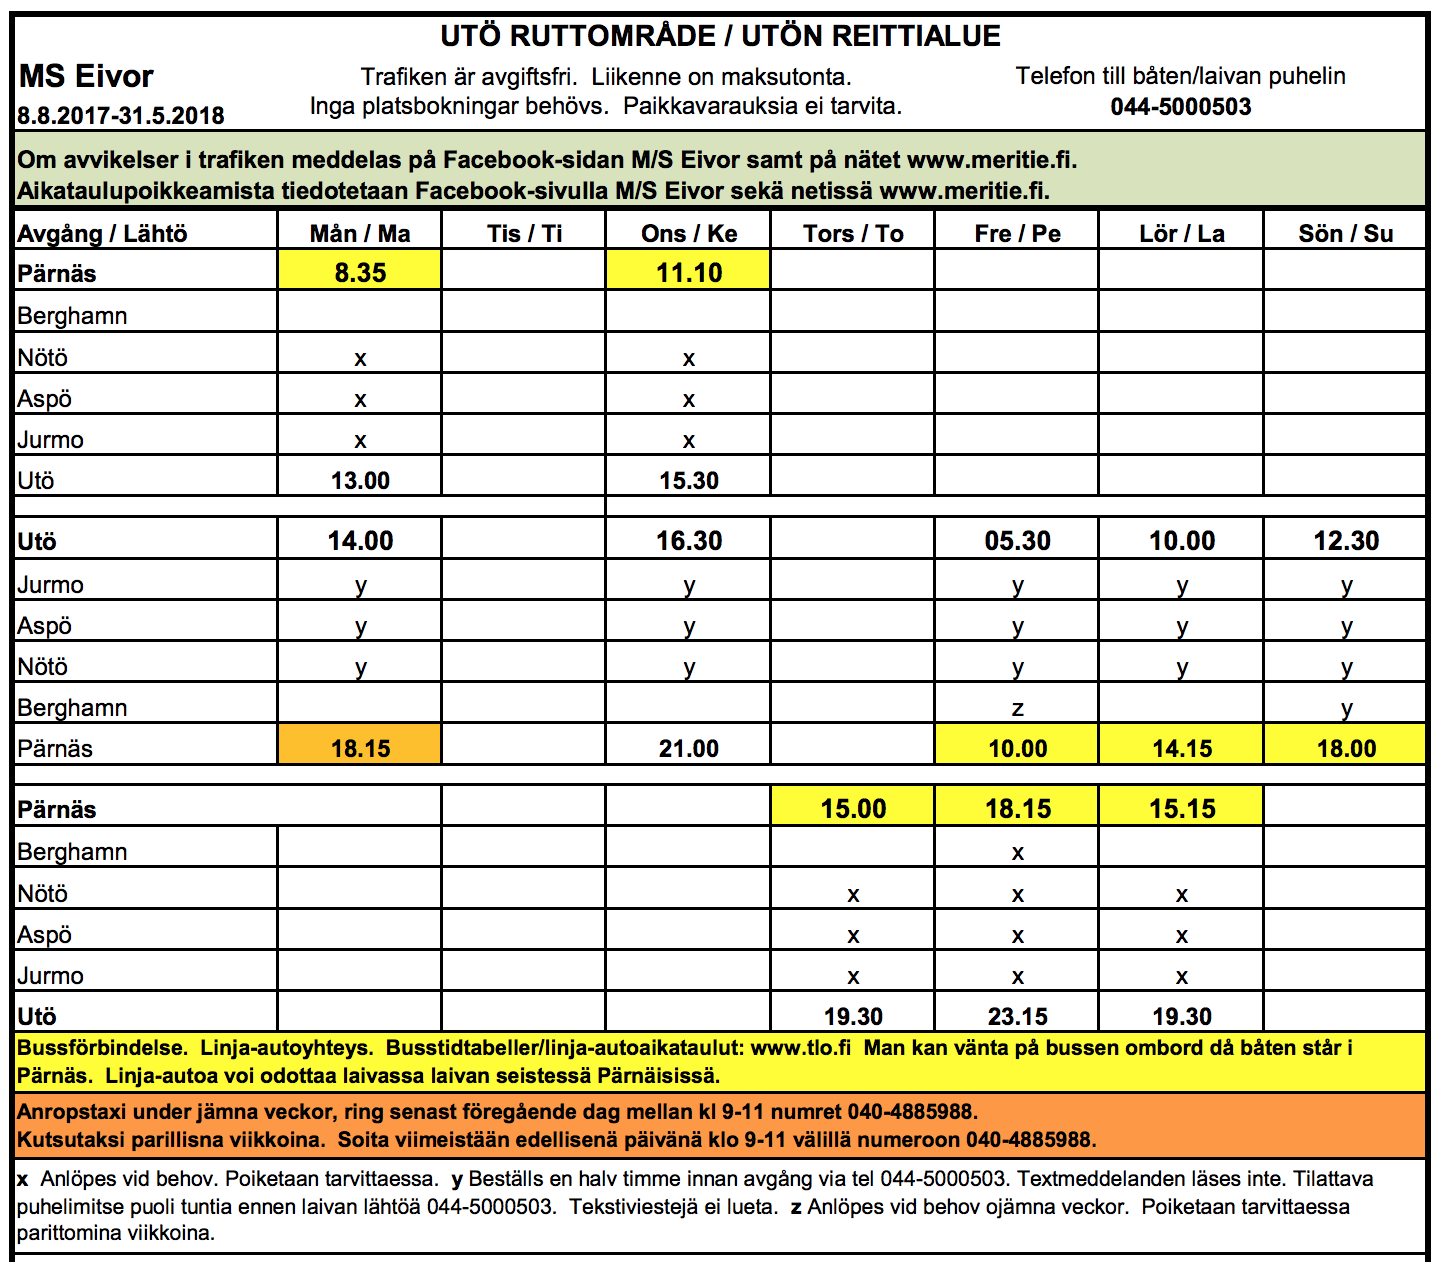 UTÖ RUTTOMRÅDE / UTÖN REITTIALUE
MS Eivor Trafiken är avgiftsfri. Liikenne on maksutonta. Telefon till båten/laivan puhelin
8.8.2017-31.5.2018 Inga platsbokningar behövs. Paikkavarauksia ei tarvita. 044-5000503
Om avvikelser i trafiken meddelas på Facebook-sidan M/S Eivor samt på nätet www.meritie.fi.
Aikataulupoikkeamista tiedotetaan Facebook-sivulla M/S Eivor sekä netissä www.meritie.fi.
Avgång / Lähtö Mån / Ma Tis / Ti Ons / Ke Tors / To Fre / Pe Lör / La Sön / Su
Pärnäs 8.35 11.10
Berghamn
Nötö x x
Aspö x x
Jurmo x x
Utö 13.00 15.30
Utö 14.00 16.30 05.30 10.00 12.30
Jurmo y y y y y
Aspö y y y y y
Nötö y y y y y
Berghamn z y
Pärnäs 18.15 21.00 10.00 14.15 18.00
Pärnäs 15.00 18.15 15.15
Berghamn x
Nötö x x x
Aspö x x x
Jurmo x x x
Utö 19.30 23.15 19.30
Bussförbindelse. Linja-autoyhteys. Busstidtabeller/linja-autoaikataulut: www.tlo.fi Man kan vänta på bussen ombord då båten står i
Pärnäs. Linja-autoa voi odottaa laivassa laivan seistessä Pärnäisissä.
Anropstaxi under jämna veckor, ring senast föregående dag mellan kl 9-11 numret 040-4885988.
Kutsutaksi parillisna viikkoina. Soita viimeistään edellisenä päivänä klo 9-11 välillä numeroon 040-4885988.
x Anlöpes vid behov. Poiketaan tarvittaessa. y Beställs en halv timme innan avgång via tel 044-5000503. Textmeddelanden läses inte. Tilattava
puhelimitse puoli tuntia ennen laivan lähtöä 044-5000503. Tekstiviestejä ei lueta. z Anlöpes vid behov ojämna veckor. Poiketaan tarvittaessa
parittomina viikkoina.